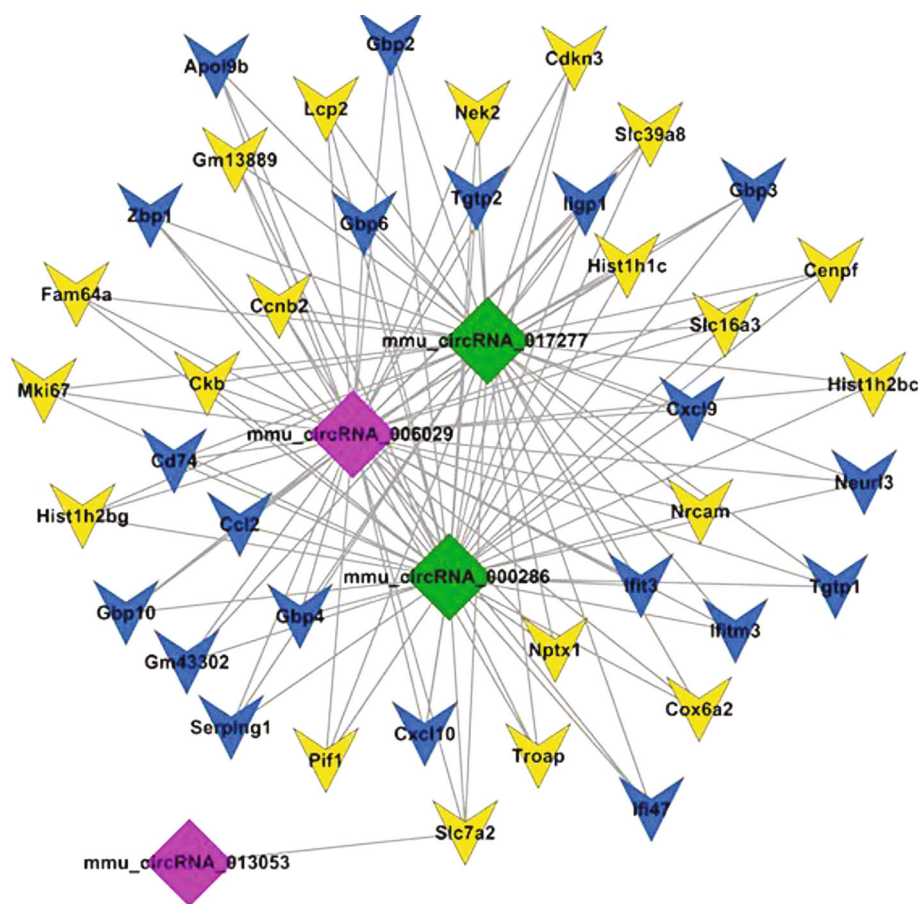 Gbp2
Apol9b
Cdkn3
Lcp2
Nek2
Slc39a8
Gm13889
Gbp3
Tgtp2
Iigp1
Zbp1
Gbp6
Hist1h1c
Cenpf
Fam64a
Ccnb2
Slc16a3
mmu_circRNA_017277
Mki67
Ckb
Hist1h2bc
Cxcl9
mmu_circRNA_006029
Cd74
Neurl3
Nrcam
Hist1h2bg
Ccl2
mmu_circRNA_000286
Ifit3
Tgtp1
Gbp10
Gbp4
Ifitm3
Nptx1
Gm43302
Cox6a2
Serping1
Cxcl10
Troap
Pif1
Ifi47
Slc7a2
mmu_circRNA_013053